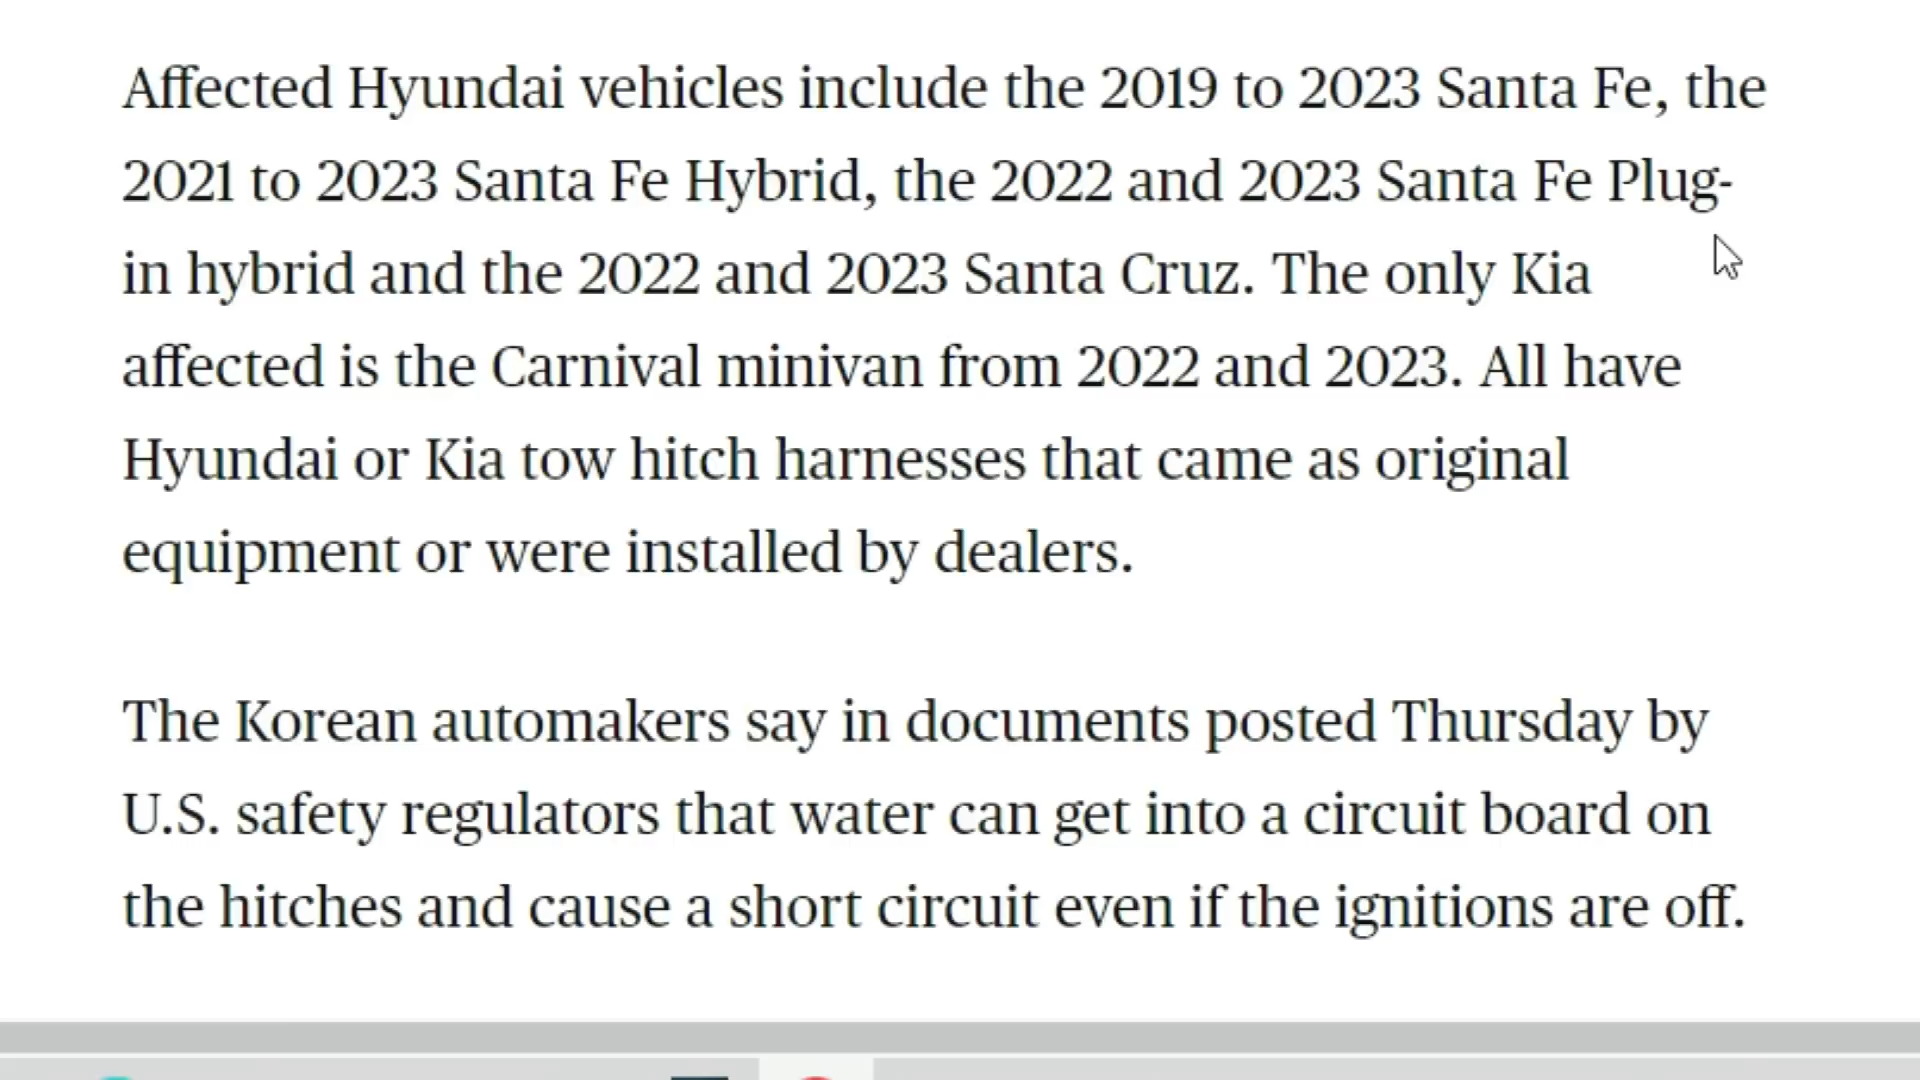 Affected Hyundai vehicles include the 2019 to 2023 Santa Fe, the
2021 to 2023 Santa Fe Hybrid, the 2022 and 2023 Santa Fe Plug-
in hybrid and the 2022 and 2023 Santa Cruz. The only Kia
affected is the Carnival minivan from 2022 and 2023. All have
Hyundai or Kia tow hitch harnesses that came as original
equipment or were installed by dealers.
The Korean automakers say in documents posted Thursday by
U.S. safety regulators that water can get into a circuit board on
the hitches and cause a short circuit even if the ignitions are off.